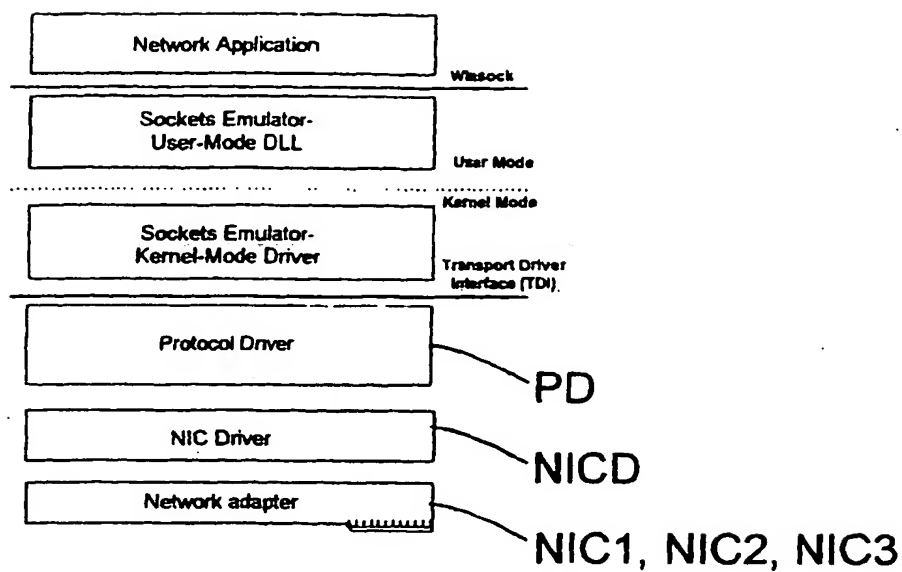 Network Application
Winsock
Sockets Emulator-
User-Mode DLL
User Mode
Kernel Mode
Sockets Emulator-
Kernel-Mode Driver
Transport Driver
Interface (TDI).
Protocol Driver
PD
NIC Driver
NICD
Network adapter
NIC1, NIC2, NIC3